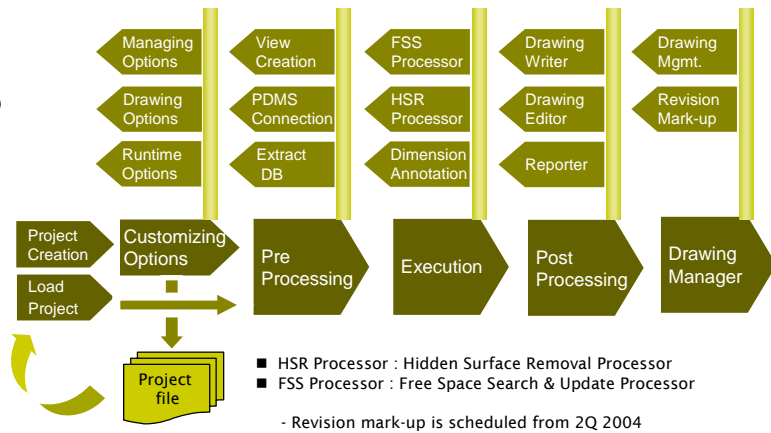 Managing
Options
View
Creation
FSS
Processor
Drawing
Writer
Drawing
Mgmt.
Drawing
Options
PDMS
Connection
HSR
Processor
Drawing
Editor
Revision
Mark-up
Runtime
Options
Extract
DB
Dimension
Annotation
Reporter
Project
Creation
Customizing
Options
Pre
Processing
Execution
Post
Processing
Drawing
Manager
Load
Project
Project
file
■ HSR Processor : Hidden Surface Removal Processor
■ FSS Processor : Free Space Search & Update Processor
- Revision mark-up is scheduled from 2Q 2004